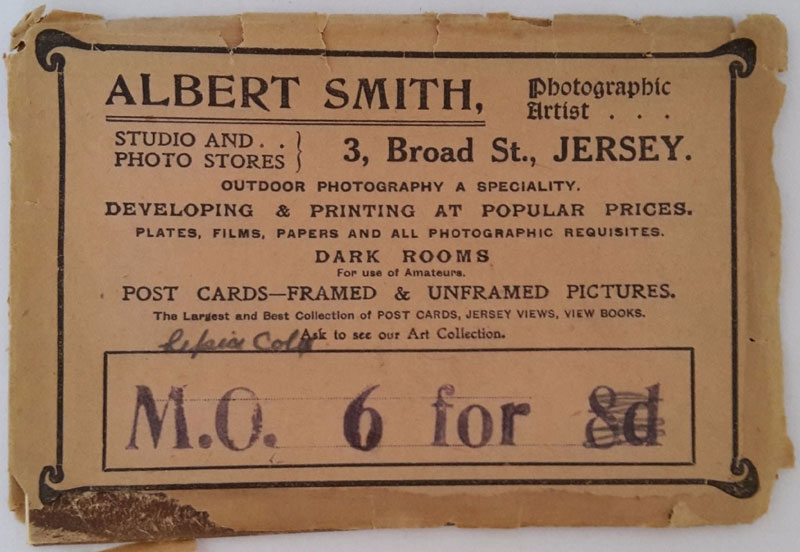 ALBERT SMITH, Photographic Artist . . .
STUDIO AND . . PHOTO STORES } 3, Broad St., JERSEY.
OUTDOOR PHOTOGRAPHY A SPECIALITY.
DEVELOPING & PRINTING AT POPULAR PRICES.
PLATES, FILMS, PAPERS AND ALL PHOTOGRAPHIC REQUISITES.
DARK ROOMS
For use of Amateurs.
POST CARDS—FRAMED & UNFRAMED PICTURES.
The Largest and Best Collection of POST CARDS, JERSEY VIEWS, VIEW BOOKS.
Ask to see our Art Collection.
Sepia
M.O. 6 for 8d